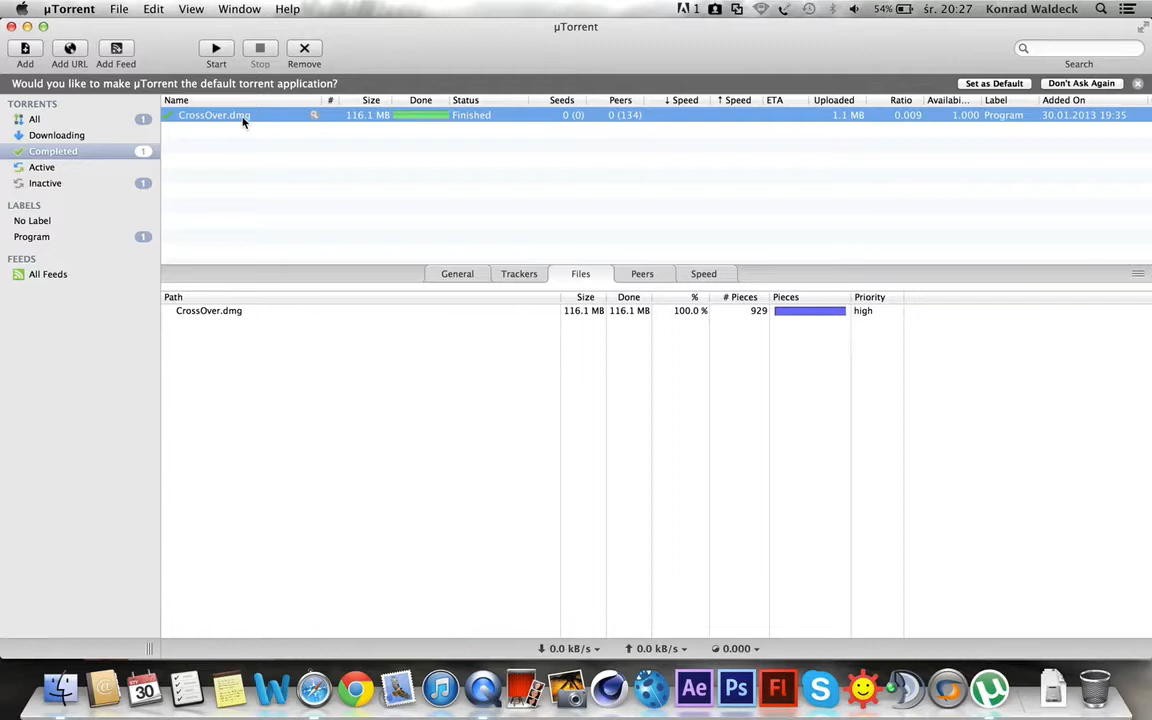 µTorrent File Edit View Window Help 1 54% śr. 20:27 Konrad Waldeck
µTorrent
Add Add URL Add Feed Start Stop Remove Search
Would you like to make µTorrent the default torrent application? Set as Default Don't Ask Again
TORRENTS
All 1
Downloading
Completed 1
Active
Inactive 1
LABELS
No Label
Program 1
FEEDS
All Feeds
Name # Size Done Status Seeds Peers ↓ Speed ↑ Speed ETA Uploaded Ratio Availabi... Label Added On
CrossOver.dmg 116.1 MB Finished 0 (0) 0 (134) 1.1 MB 0.009 1.000 Program 30.01.2013 19:35
General Trackers Files Peers Speed
Path Size Done % # Pieces Pieces Priority
CrossOver.dmg 116.1 MB 116.1 MB 100.0 % 929 high
0.0 kB/s 0.0 kB/s 0.000
30 W Ae Ps Fl S